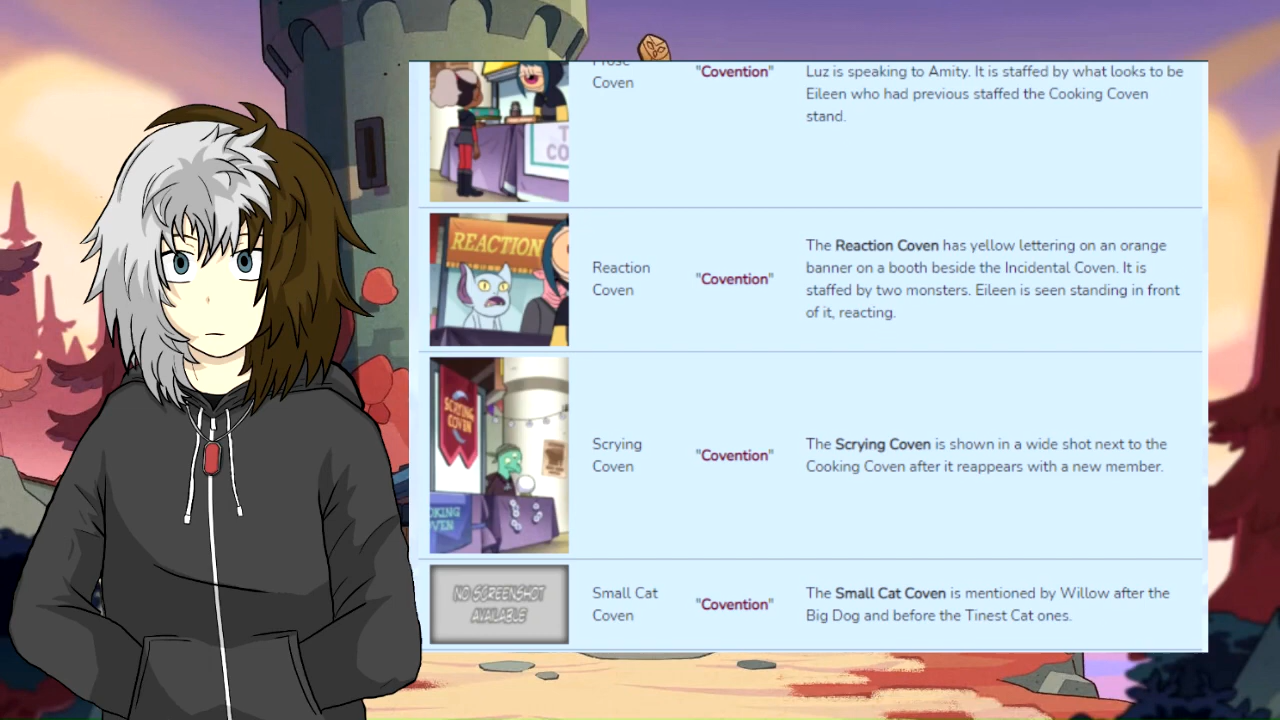 Prose
Coven
"Covention"
Luz is speaking to Amity. It is staffed by what looks to be
Eileen who had previous staffed the Cooking Coven
stand.
T
CO
REACTION
Reaction
Coven
"Covention"
The Reaction Coven has yellow lettering on an orange
banner on a booth beside the Incidental Coven. It is
staffed by two monsters. Eileen is seen standing in front
of it, reacting.
SCRYING
COVEN
OKING
VEN
Scrying
Coven
"Covention"
The Scrying Coven is shown in a wide shot next to the
Cooking Coven after it reappears with a new member.
NO SCREENSHOT
AVAILABLE
Small Cat
Coven
"Covention"
The Small Cat Coven is mentioned by Willow after the
Big Dog and before the Tinest Cat ones.